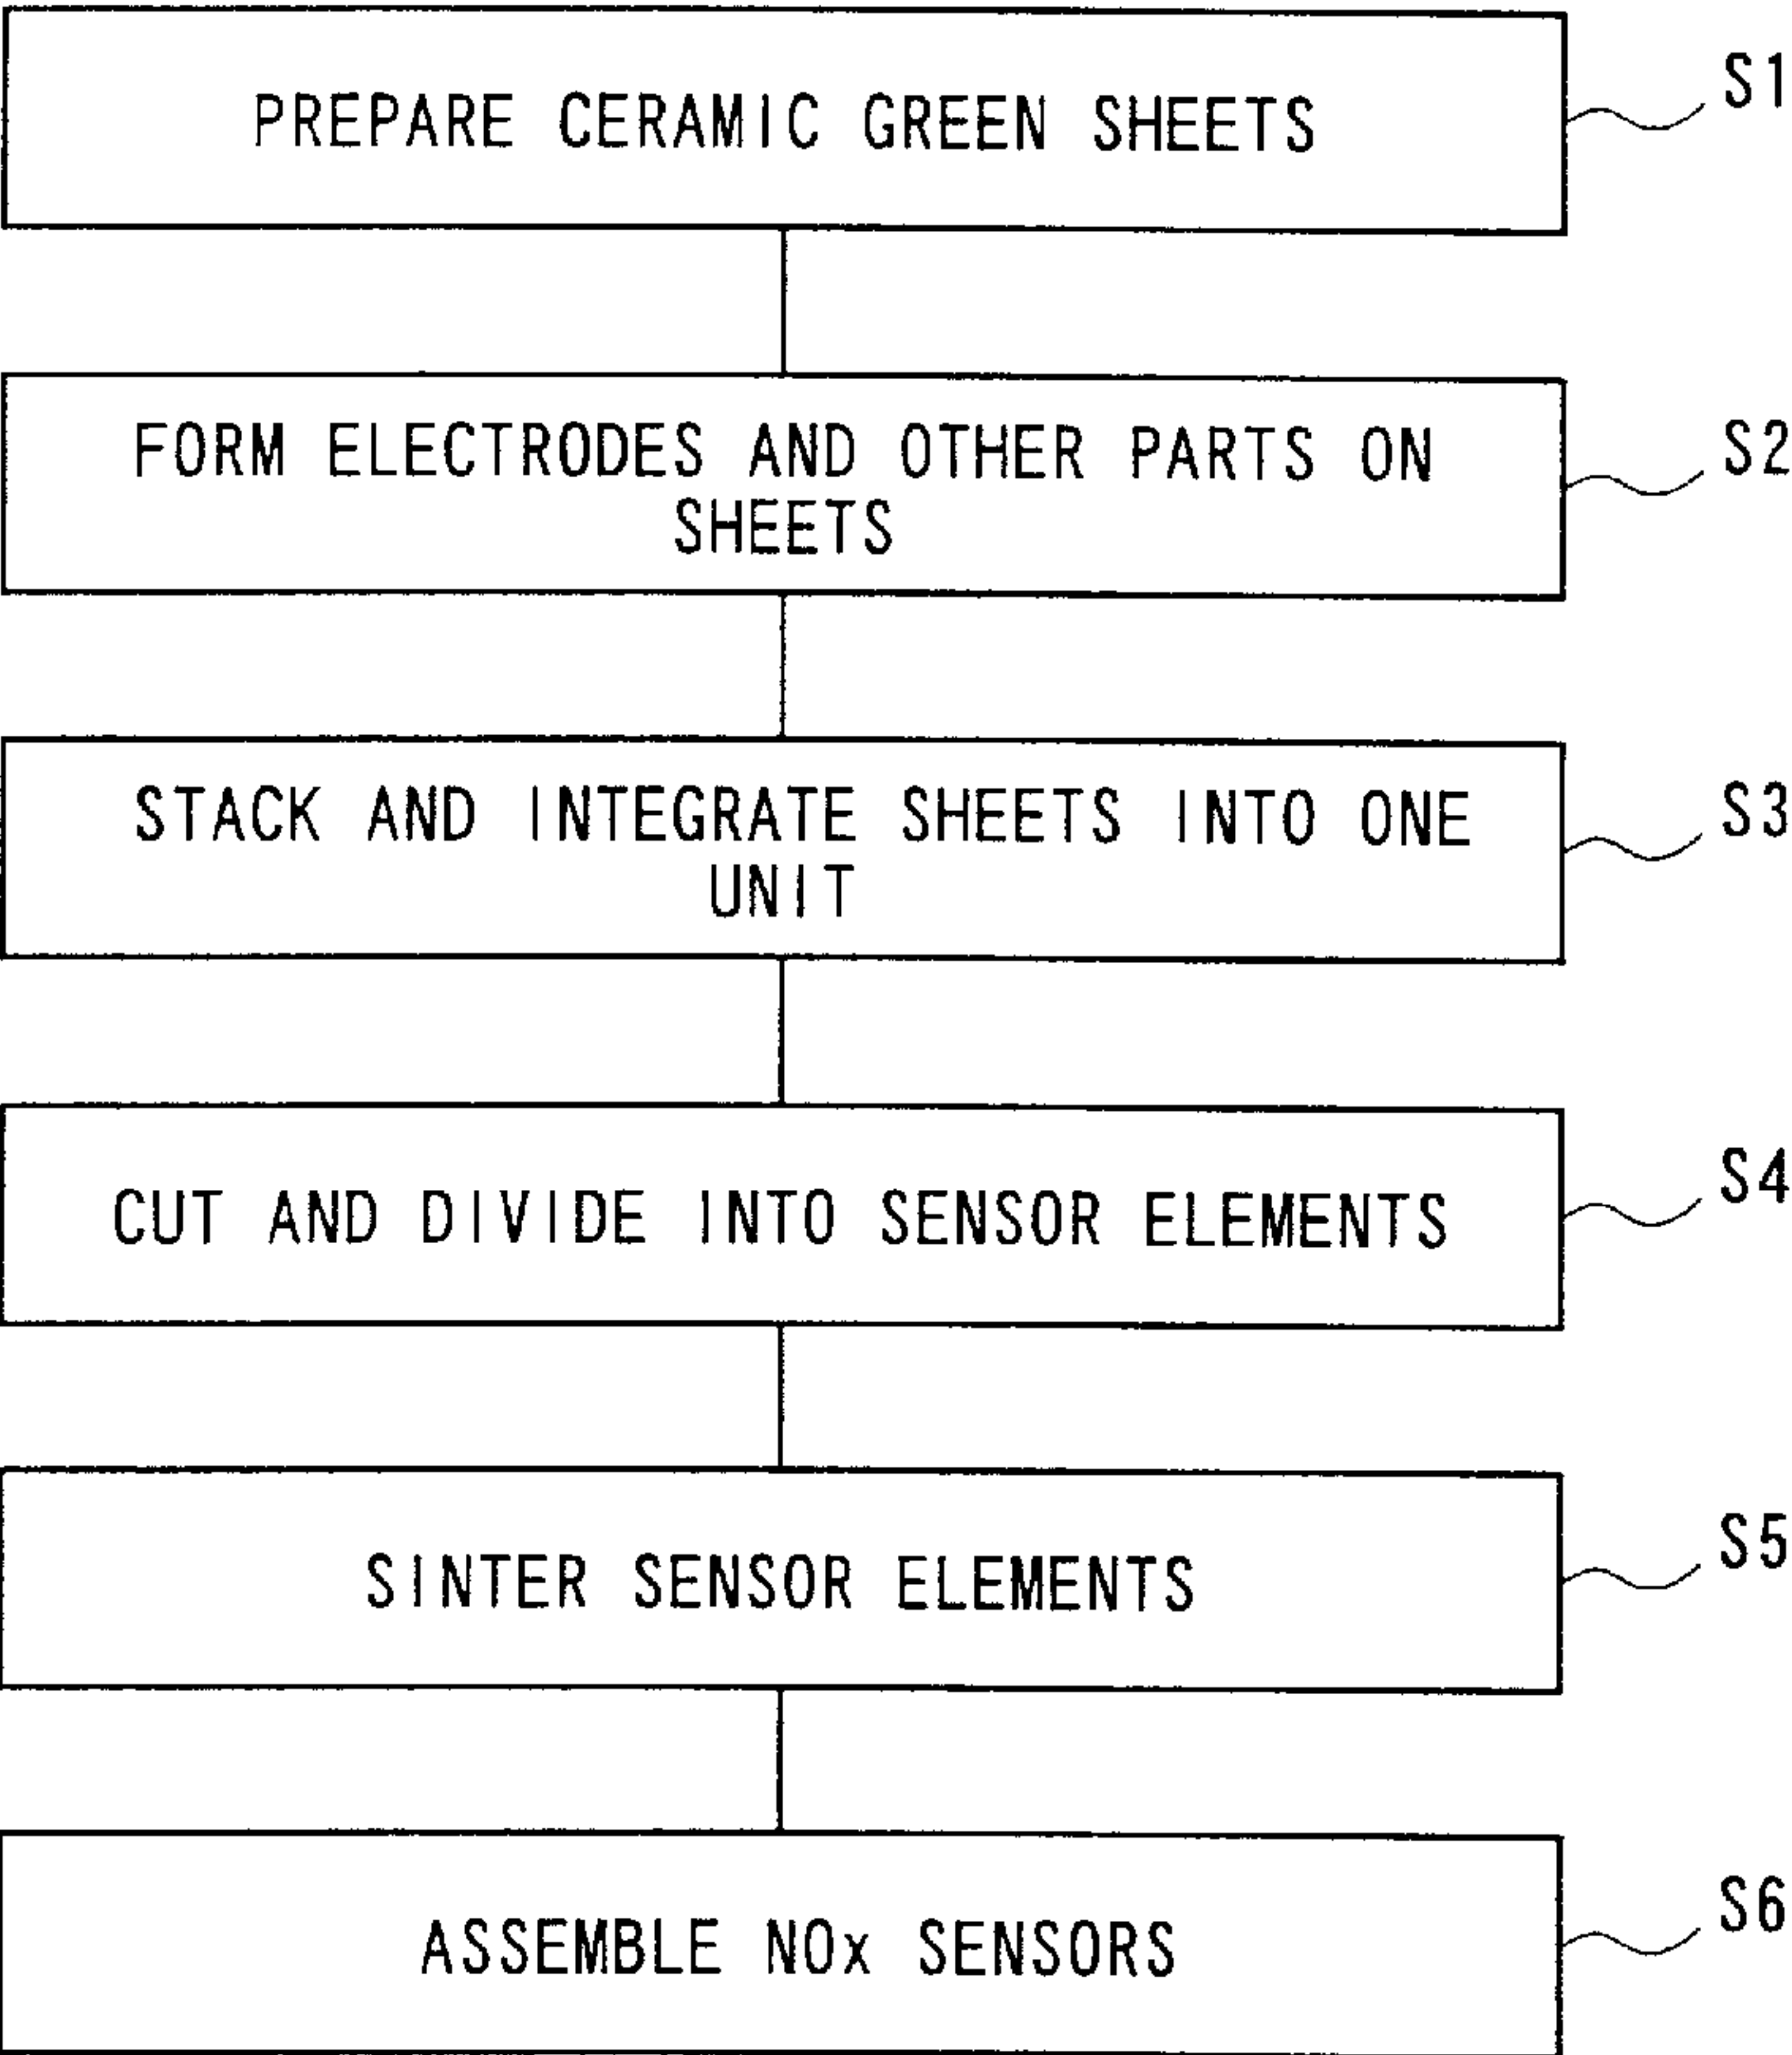 PREPARE CERAMIC GREEN SHEETS
S1
FORM ELECTRODES AND OTHER PARTS ON
SHEETS
S2
STACK AND INTEGRATE SHEETS INTO ONE
UNIT
S3
CUT AND DIVIDE INTO SENSOR ELEMENTS
S4
SINTER SENSOR ELEMENTS
S5
ASSEMBLE NOx SENSORS
S6